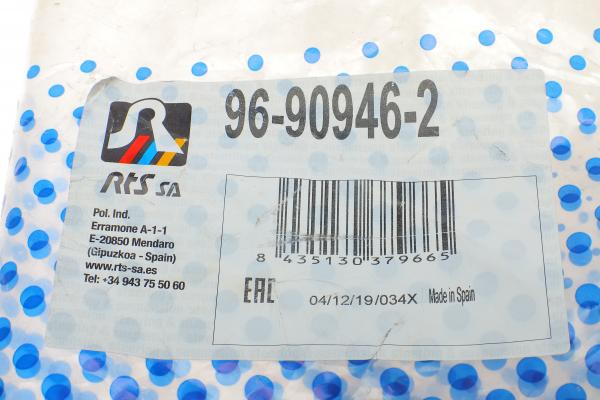 96-90946-2
RTS SA
Pol. Ind.
Erramone A-1-1
E-20850 Mendaro
(Gipuzkoa - Spain)
www.rts-sa.es
Tel: +34 943 75 50 60
8 435130 379665
EAC
04/12/19/034X Made in Spain